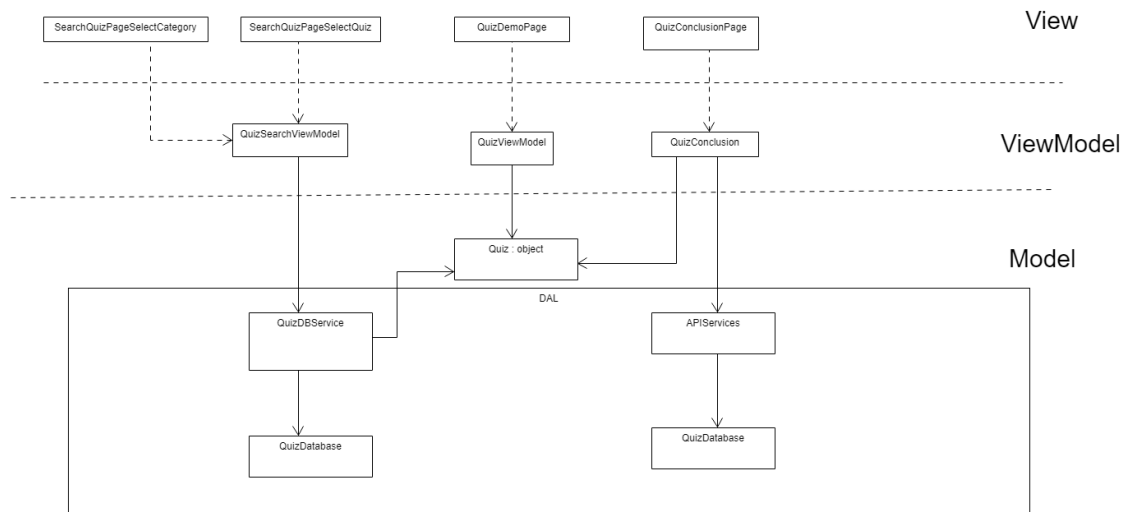 View
SearchQuizPageSelectCategory
SearchQuizPageSelectQuiz
QuizDemoPage
QuizConclusionPage
QuizSearchViewModel
QuizViewModel
QuizConclusion
ViewModel
Quiz : object
Model
DAL
QuizDBService
APIServices
QuizDatabase
QuizDatabase